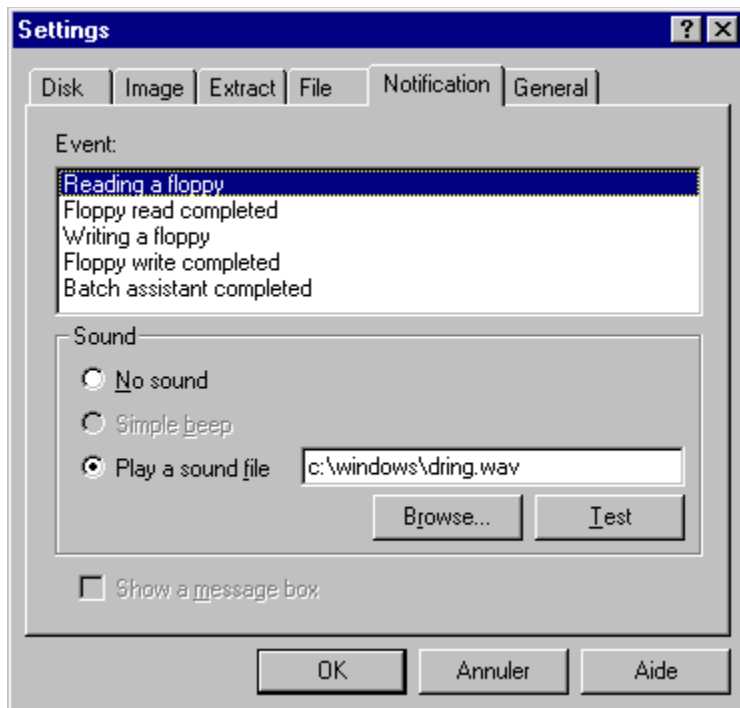 Settings
Disk Image Extract File Notification General
Event:
Reading a floppy
Floppy read completed
Writing a floppy
Floppy write completed
Batch assistant completed
Sound
No sound
Simple beep
Play a sound file c:\windows\dring.wav
Browse... Test
Show a message box
OK Annuler Aide